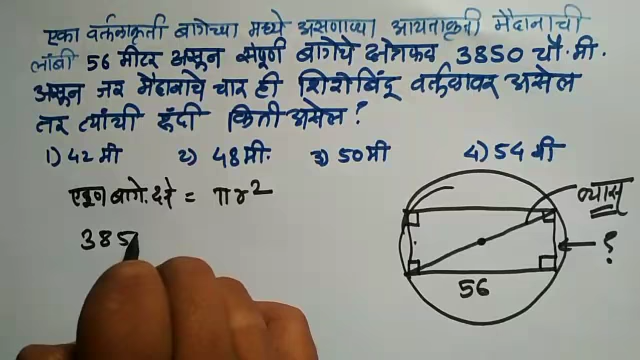 एका वर्तुळाकृती बागेच्या मध्ये असणाऱ्या आयताकृती मैदानाची
लांबी 56 मीटर असून संपूर्ण बागेचे क्षेत्रफळ 3850 चौ.मी.
असून जर मैदानाचे चार ही शिरोबिंदू वर्तुळावर असेल
तर त्यांची रुंदी किती असेल?
1) 42 मी 2) 48 मी. 3) 50 मी 4) 54 मी
एकूण बागे. क्षे = πr²
385
व्यास
?
56